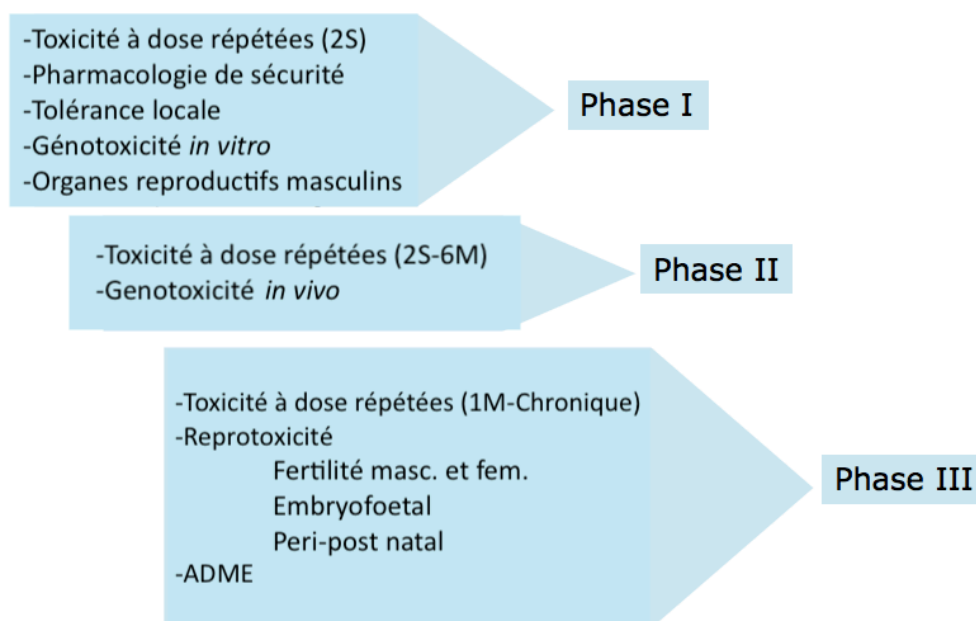 -Toxicité à dose répétées (2S)
-Pharmacologie de sécurité
-Tolérance locale
-Génotoxicité in vitro
-Organes reproductifs masculins
Phase I
-Toxicité à dose répétées (2S-6M)
-Genotoxicité in vivo
Phase II
-Toxicité à dose répétées (1M-Chronique)
-Reprotoxicité
Fertilité masc. et fem.
Embryofoetal
Peri-post natal
-ADME
Phase III